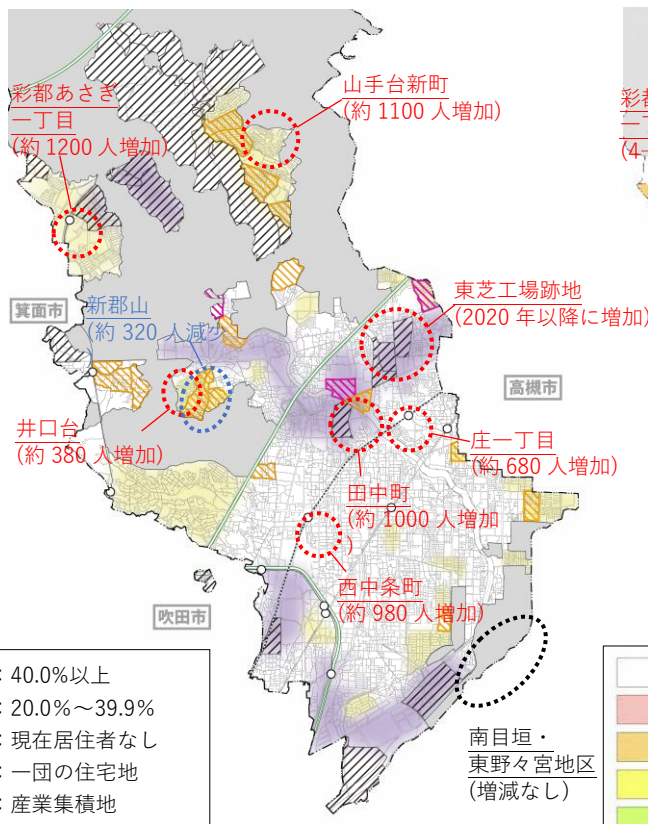 彩都あさぎ
一丁目
(約 1200 人増加)
山手台新町
(約 1100 人増加)
彩都
一丁
(4
箕面市
新郡山
(約 320 人減少
)
東芝工場跡地
(2020 年以降に増加)
高槻市
井口台
(約 380 人増加)
庄一丁目
(約 680 人増加)
田中町
(約 1000 人増加
)
西中条町
(約 980 人増加)
吹田市
: 40.0%以上
: 20.0%～39.9%
: 現在居住者なし
: 一団の住宅地
: 産業集積地
南目垣・
東野々宮地区
(増減なし)